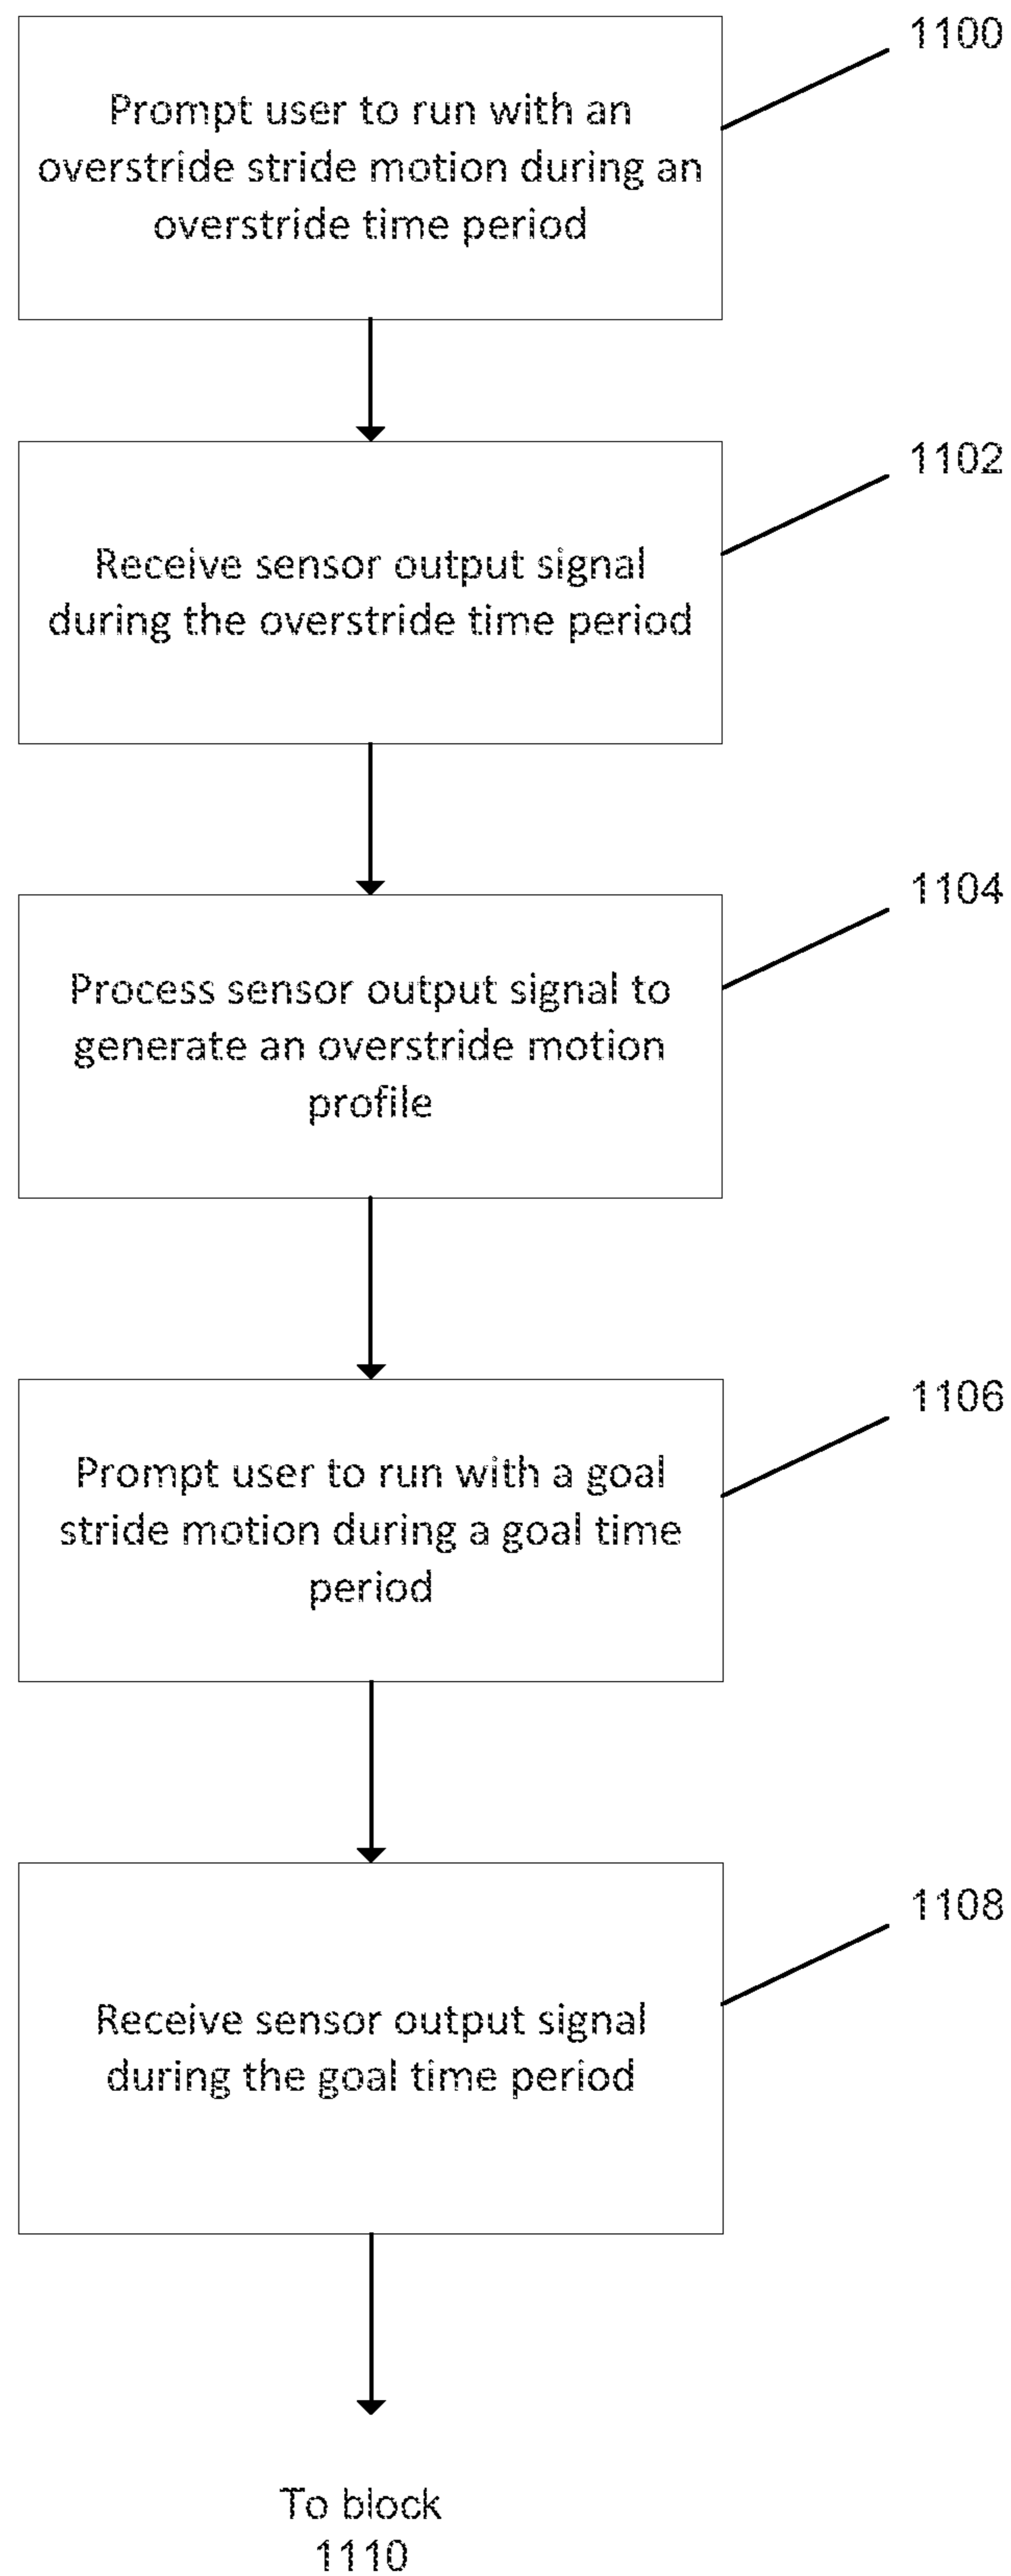 1100
Prompt user to run with an
overstride stride motion during an
overstride time period
1102
Receive sensor output signal
during the overstride time period
1104
Process sensor output signal to
generate an overstride motion
profile
1106
Prompt user to run with a goal
stride motion during a goal time
period
1108
Receive sensor output signal
during the goal time period
To block
1110